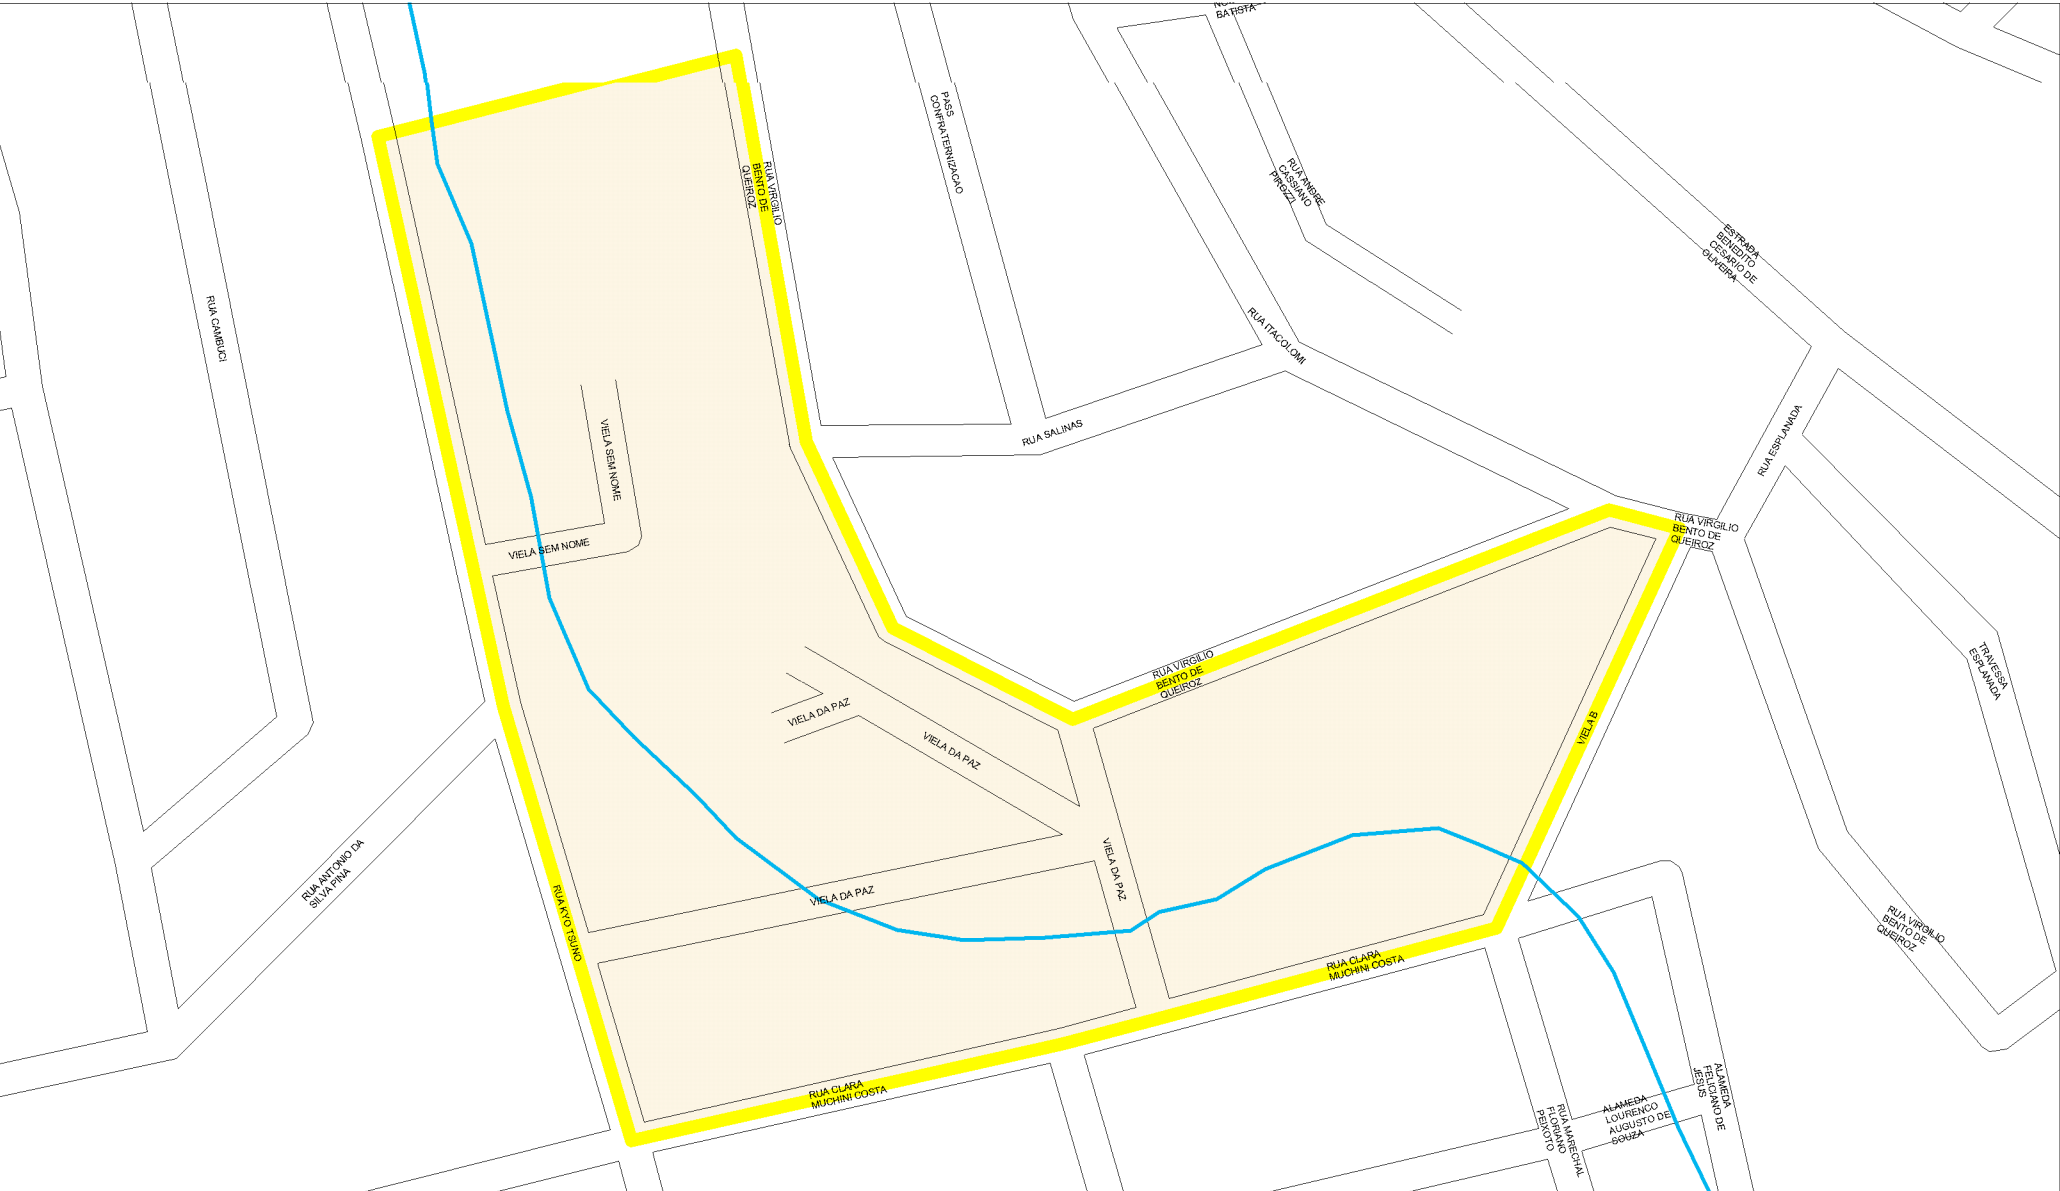 BATISTA
PASS
CONFRATERNIZACAO
RUA VIRGILIO
BENTO DE
QUEIROZ
RUA ANDRE
CASSIANO
PIROZZI
ESTRADA
BENEDITO
CESARIO DE
OLIVEIRA
RUA CAMBUCI
RUA ITACOLOMI
RUA SALINAS
RUA ESPLANADA
VIELA SEM NOME
VIELA SEM NOME
RUA VIRGILIO
BENTO DE
QUEIROZ
RUA VIRGILIO
BENTO DE
QUEIROZ
TRAVESSA
ESPLANADA
VIELA DA PAZ
VIELA DA PAZ
VIELA B
VIELA DA PAZ
VIELA DA PAZ
RUA ANTONIO DA
SILVA PINA
RUA KYO TSUNO
RUA VIRGILIO
BENTO DE
QUEIROZ
RUA CLARA
MUCHINI COSTA
RUA CLARA
MUCHINI COSTA
ALAMEDA
FELICIANO DE
JESUS
ALAMEDA
LOURENCO
AUGUSTO DE
SOUZA
RUA MARECHAL
FLORIANO
PEIXOTO